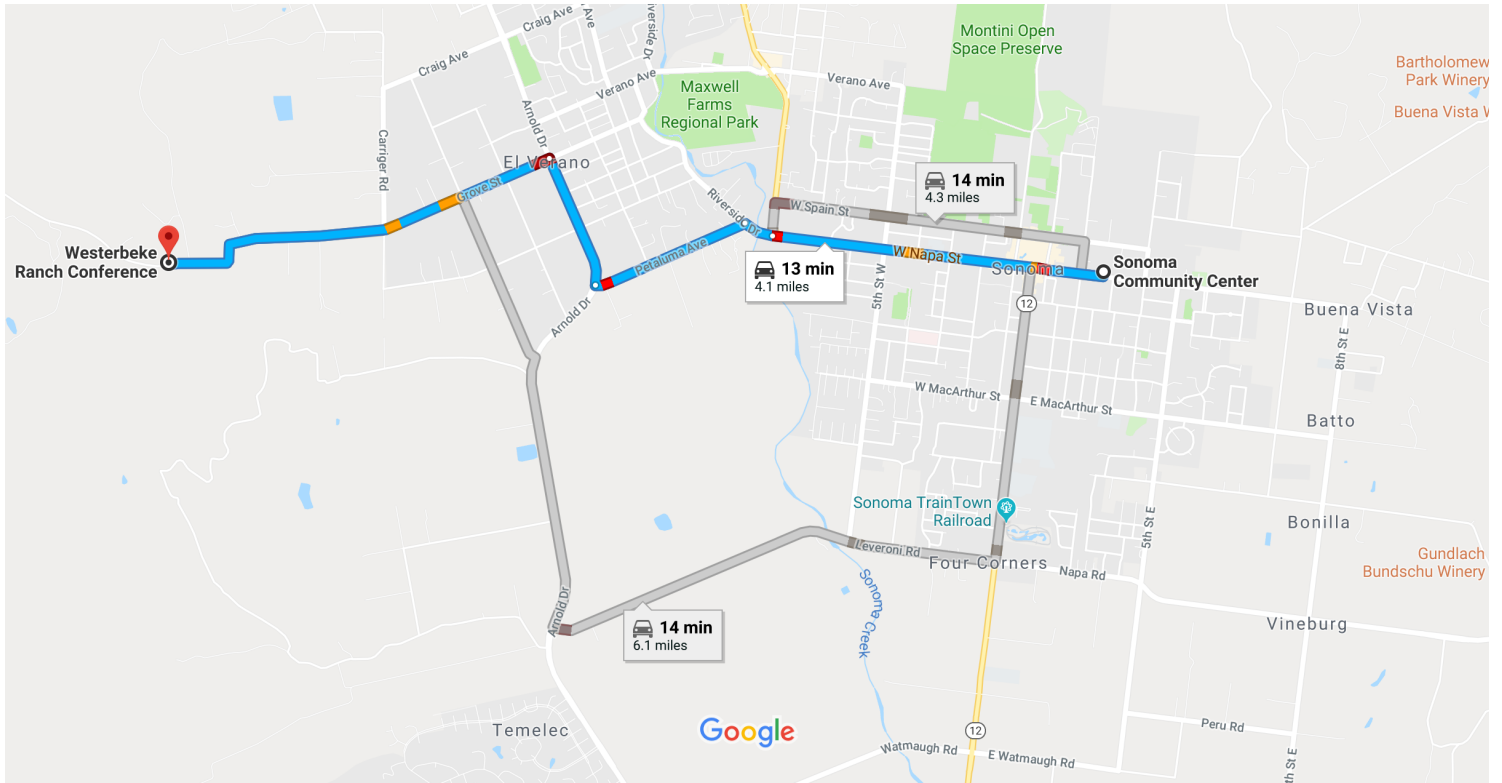 Craig Ave
Ave
Riverside Dr
Montini Open
Space Preserve
Craig Ave
Bartholomew
Park Winery
Verano Ave
Verano Ave
Maxwell
Farms
Regional Park
Arnold Dr
Buena Vista W
Carriger Rd
El Verano
14 min
4.3 miles
Grove St
Riverside Dr
W Spain St
Westerbeke
Ranch Conference
Petaluma Ave
W Napa St
13 min
4.1 miles
Sonoma
Sonoma
Community Center
5th St W
Arnold Dr
12
Buena Vista
8th St E
W MacArthur St
E MacArthur St
Batto
Sonoma TrainTown
Railroad
5th St E
Bonilla
Leveroni Rd
Four Corners
Napa Rd
Gundlach
Bundschu Winery
Sonoma Creek
Arnold Dr
14 min
6.1 miles
Vineburg
Temelec
Google
12
Peru Rd
Watmaugh Rd
E Watmaugh Rd
8th St E